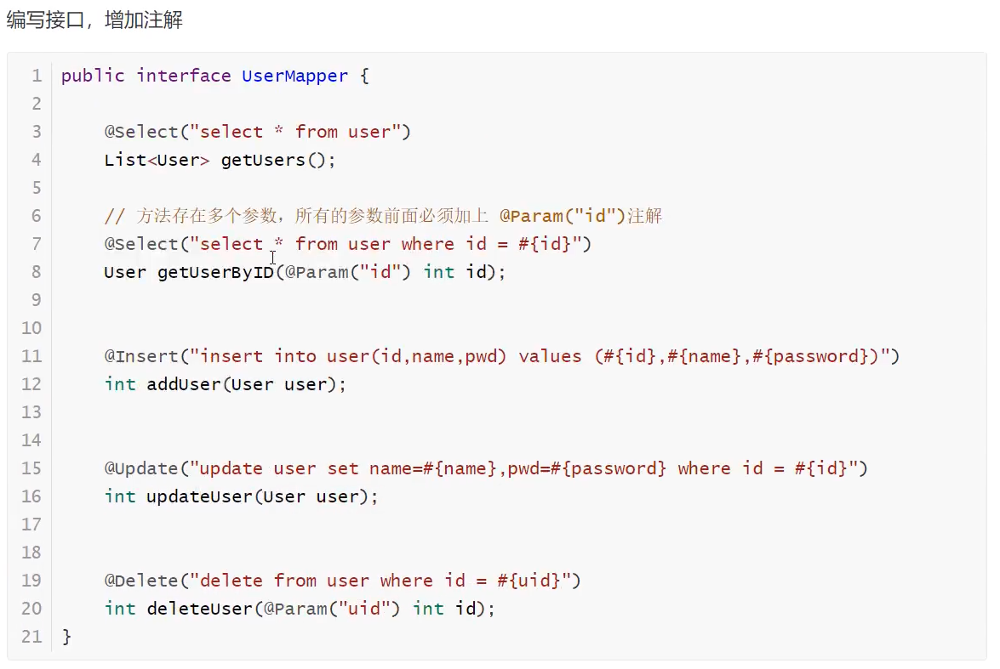 编写接口，增加注解
1 public interface UserMapper {
2
3     @Select("select * from user")
4     List<User> getUsers();
5
6     // 方法存在多个参数，所有的参数前面必须加上 @Param("id")注解
7     @Select("select * from user where id = #{id}")
8     User getUserByID(@Param("id") int id);
9
10
11     @Insert("insert into user(id,name,pwd) values (#{id},#{name},#{password})")
12     int addUser(User user);
13
14
15     @Update("update user set name=#{name},pwd=#{password} where id = #{id}")
16     int updateUser(User user);
17
18
19     @Delete("delete from user where id = #{uid}")
20     int deleteUser(@Param("uid") int id);
21 }